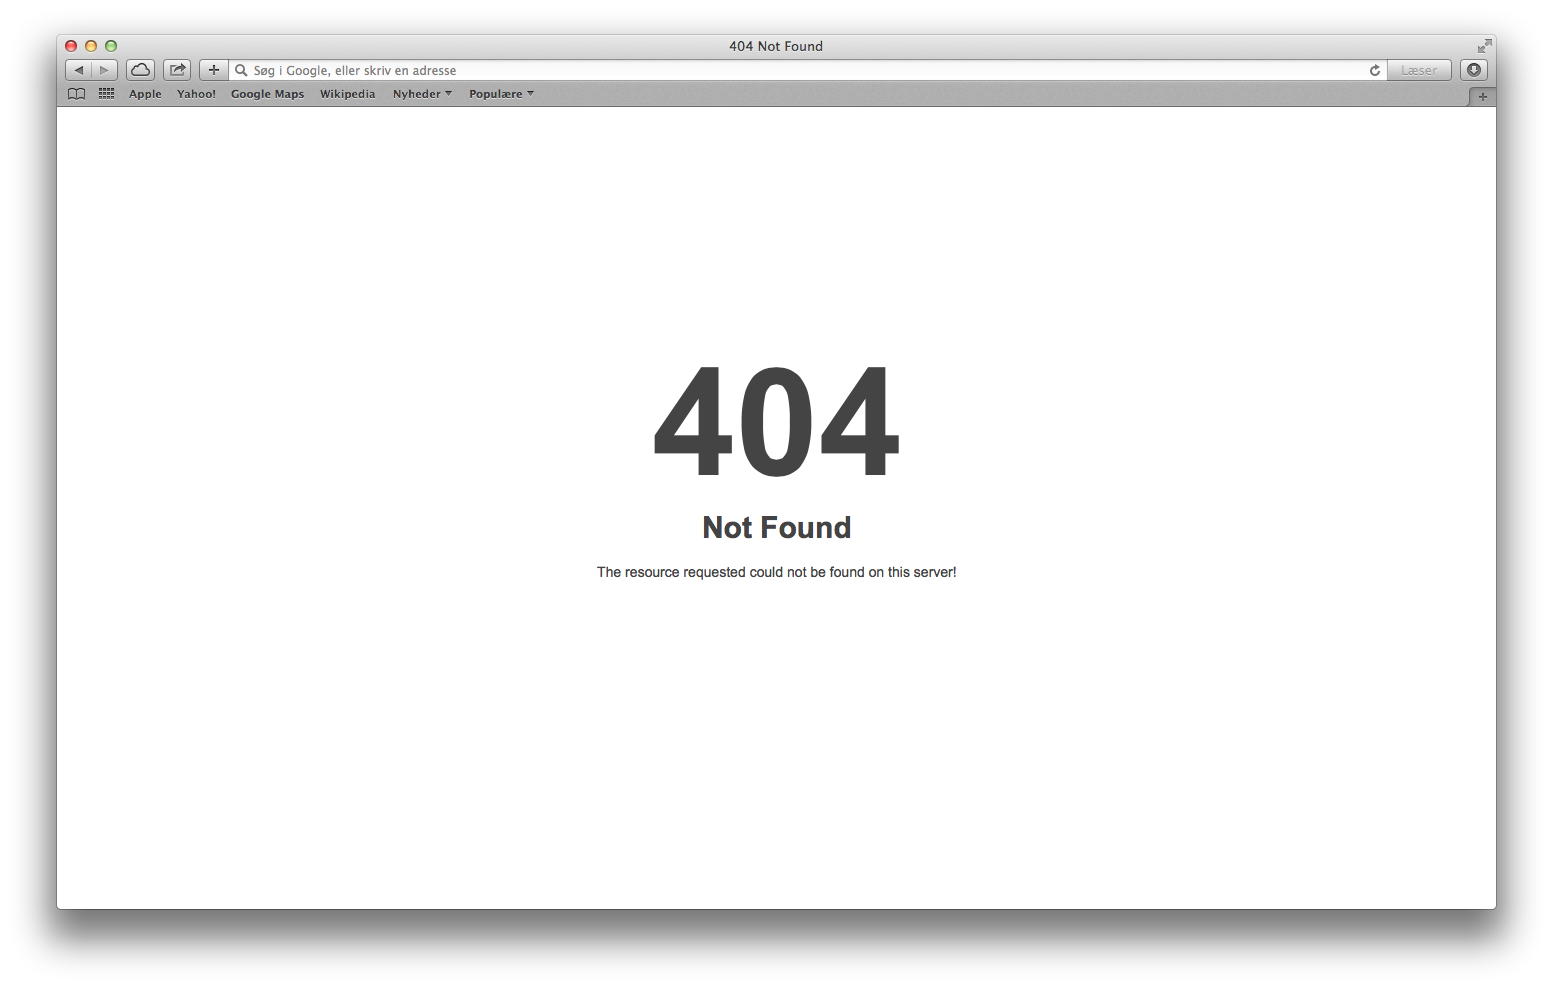 404 Not Found
Søg i Google, eller skriv en adresse
Læser
Apple Yahoo! Google Maps Wikipedia Nyheder Populære
404
Not Found
The resource requested could not be found on this server!